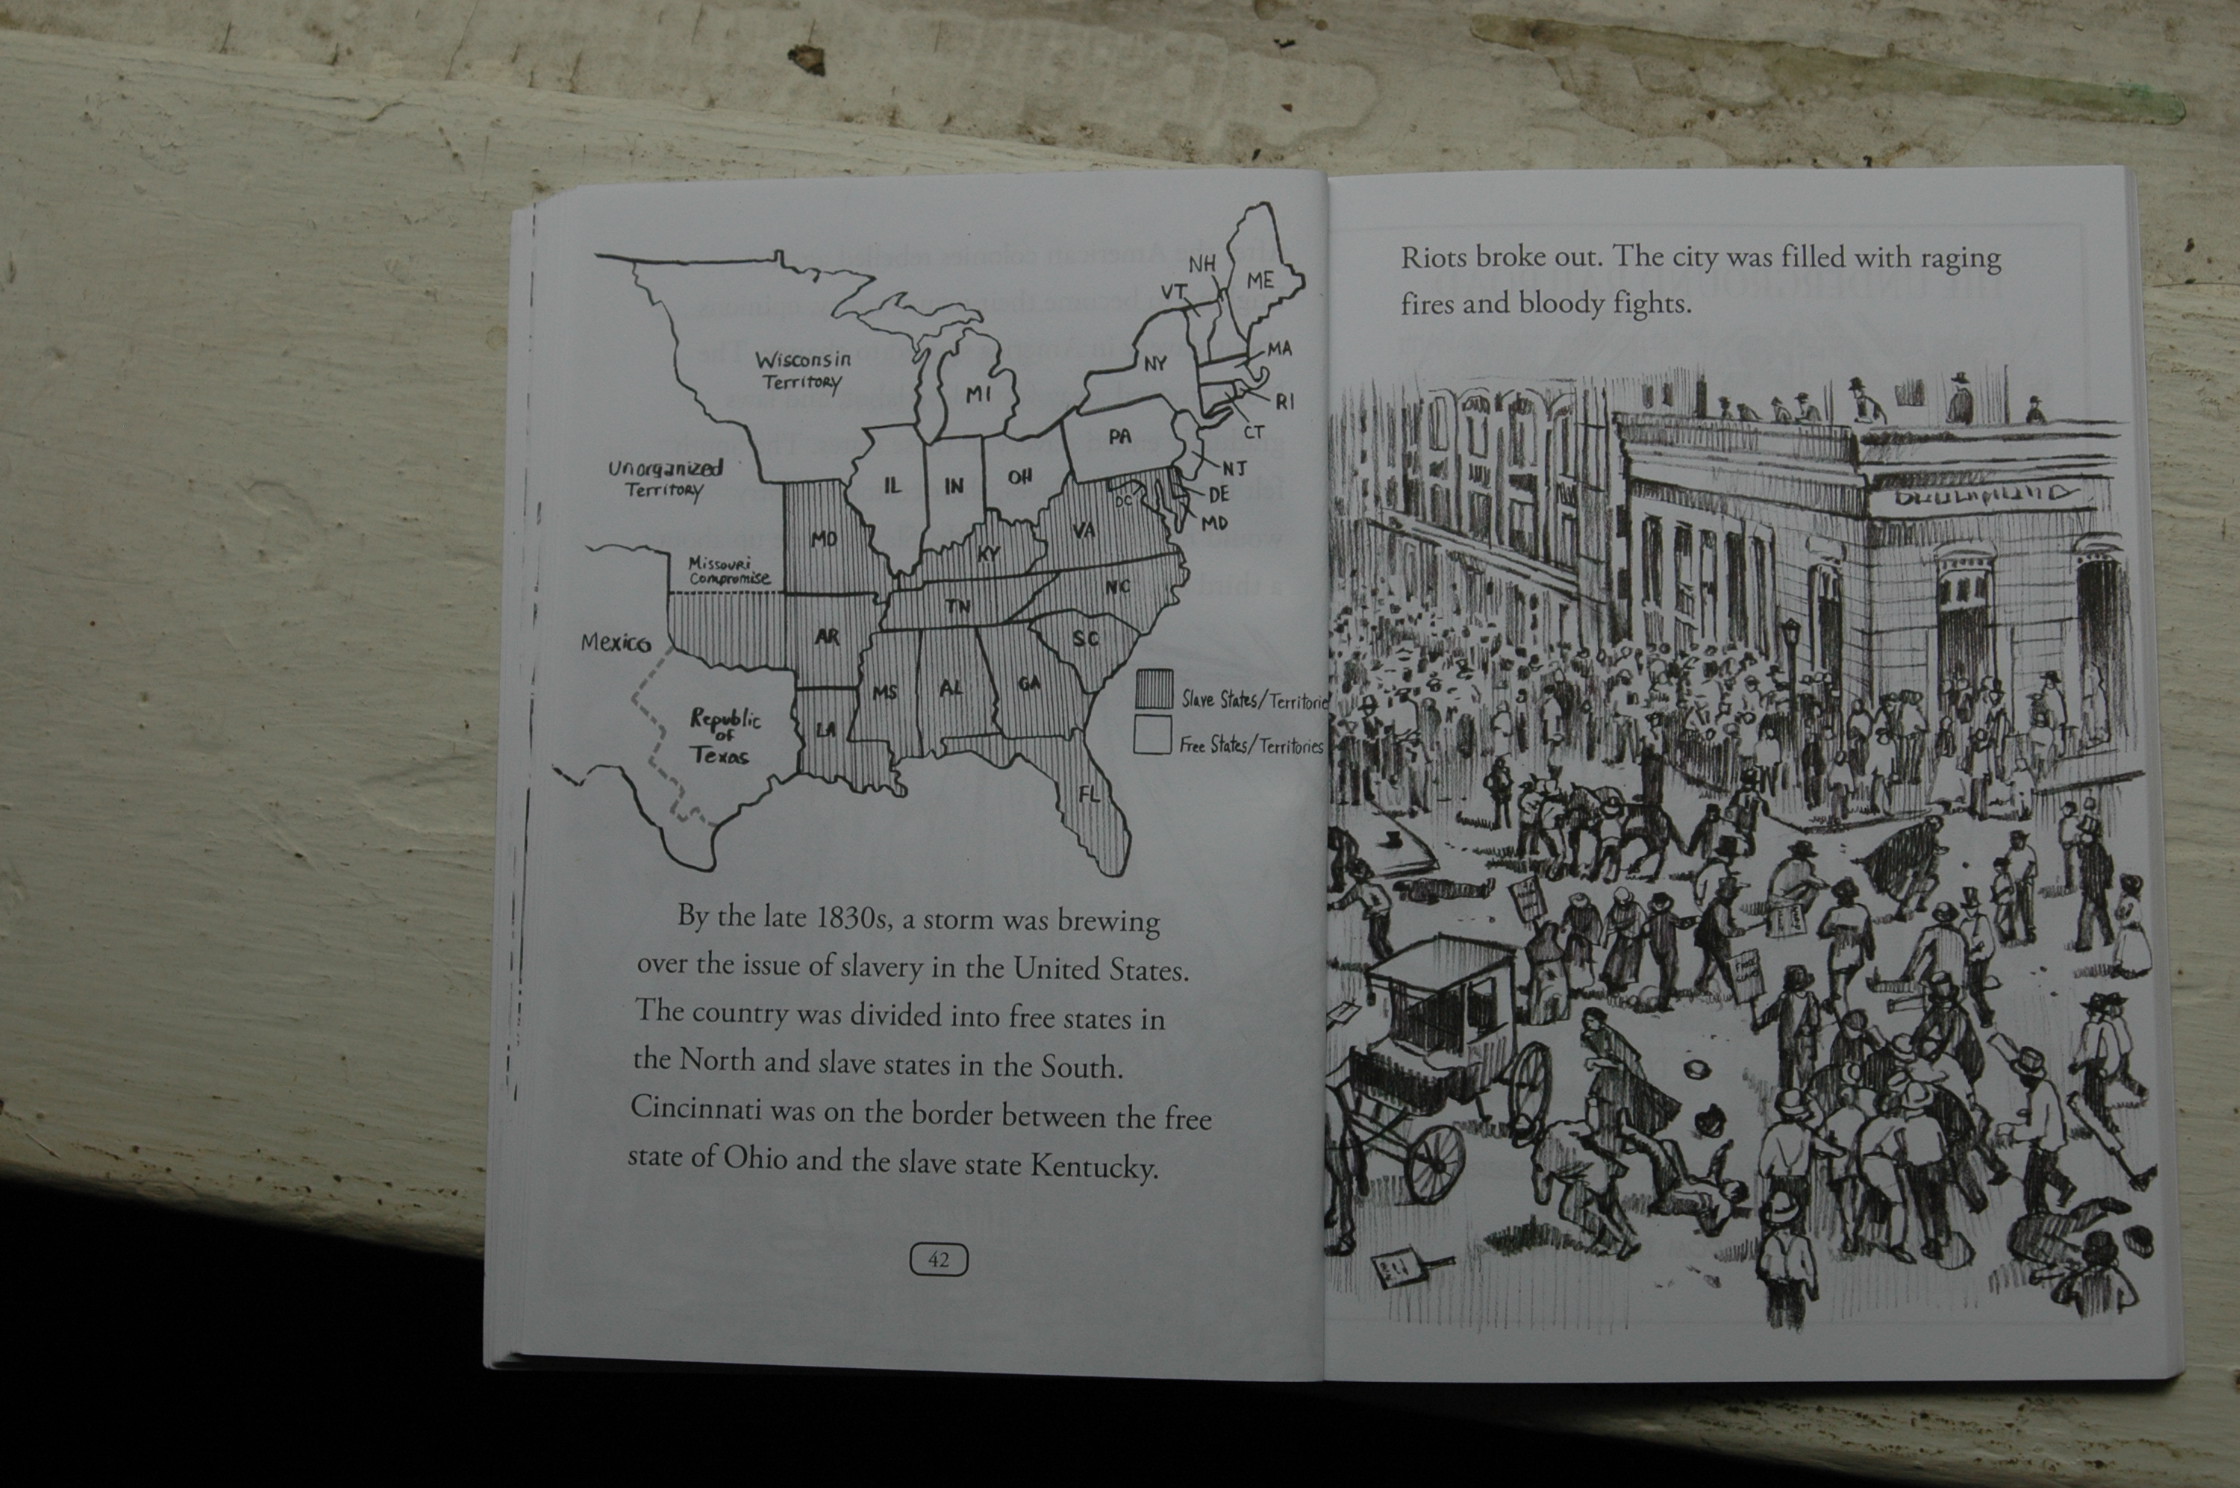 NH
ME
VT
Wisconsin
Territory
MI
NY
MA
RI
CT
PA
Unorganized
Territory
IL
IN
OH
NJ
DE
DC
MD
MO
VA
KY
Missouri
Compromise
NC
TN
Mexico
AR
SC
MS
AL
GA
Slave States/Territorie
Republic
of
Texas
LA
Free States/Territories
FL
By the late 1830s, a storm was brewing
over the issue of slavery in the United States.
The country was divided into free states in
the North and slave states in the South.
Cincinnati was on the border between the free
state of Ohio and the slave state Kentucky.
42
Riots broke out. The city was filled with raging
fires and bloody fights.